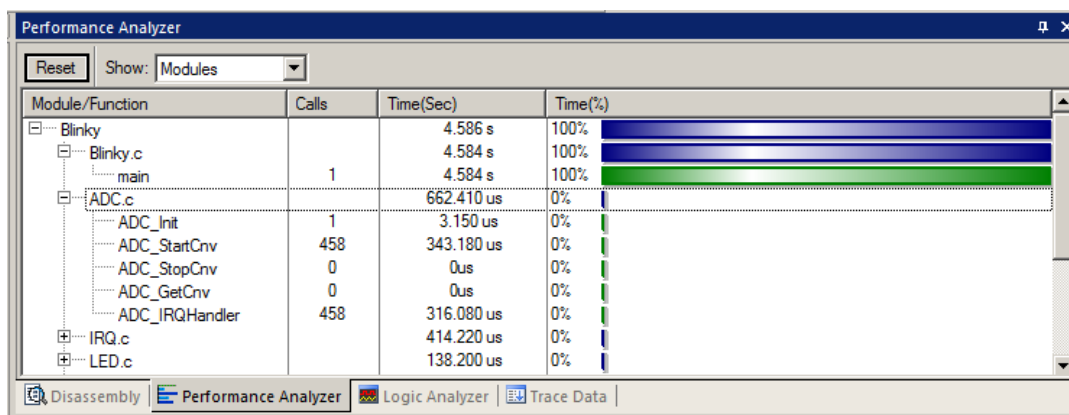 Performance Analyzer
Reset Show: Modules
Module/Function Calls Time(Sec) Time(%)
Blinky 4.586 s 100%
Blinky.c 4.584 s 100%
main 1 4.584 s 100%
ADC.c 662.410 us 0%
ADC_Init 1 3.150 us 0%
ADC_StartCnv 458 343.180 us 0%
ADC_StopCnv 0 0us 0%
ADC_GetCnv 0 0us 0%
ADC_IRQHandler 458 316.080 us 0%
IRQ.c 414.220 us 0%
LED.c 138.200 us 0%
Disassembly Performance Analyzer Logic Analyzer Trace Data